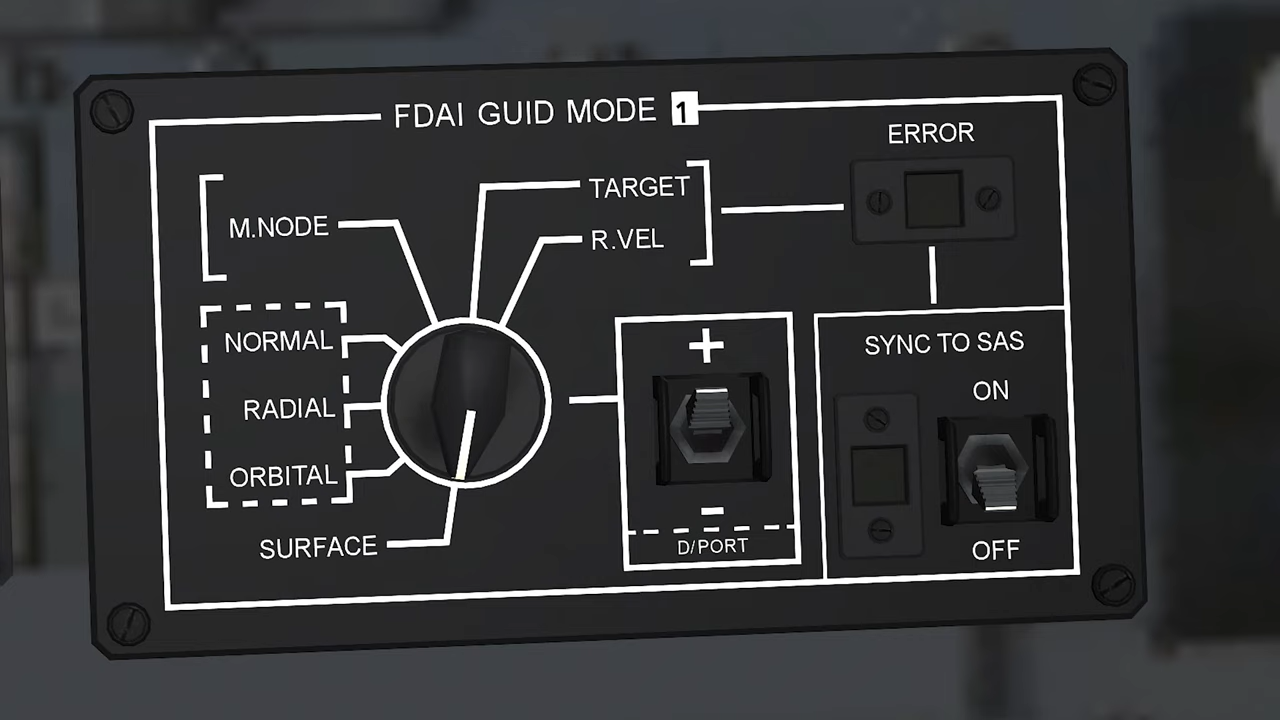 FDAI GUID MODE 1
ERROR
TARGET
M.NODE
R.VEL
NORMAL
RADIAL
ORBITAL
SURFACE
+
-
D/PORT
SYNC TO SAS
ON
OFF